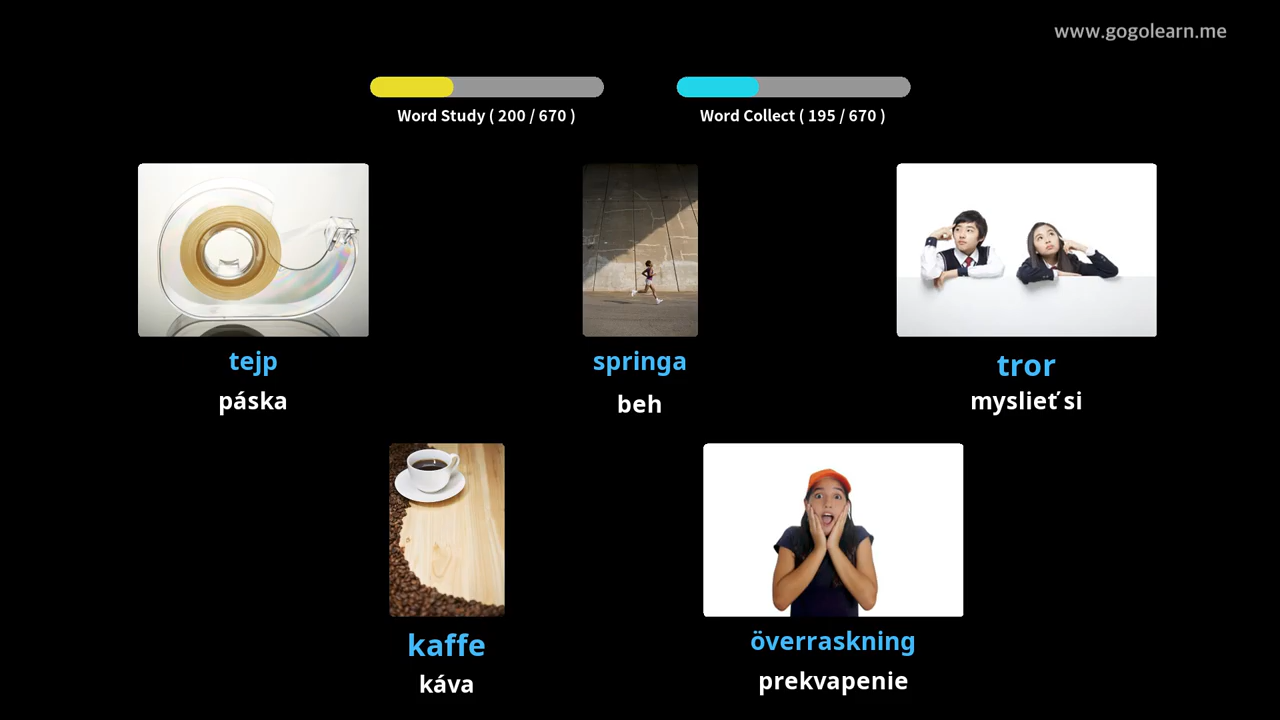 www.gogolearn.me
Word Study ( 200 / 670 )
Word Collect ( 195 / 670 )
tejp
páska
springa
beh
tror
myslieť si
kaffe
káva
överraskning
prekvapenie